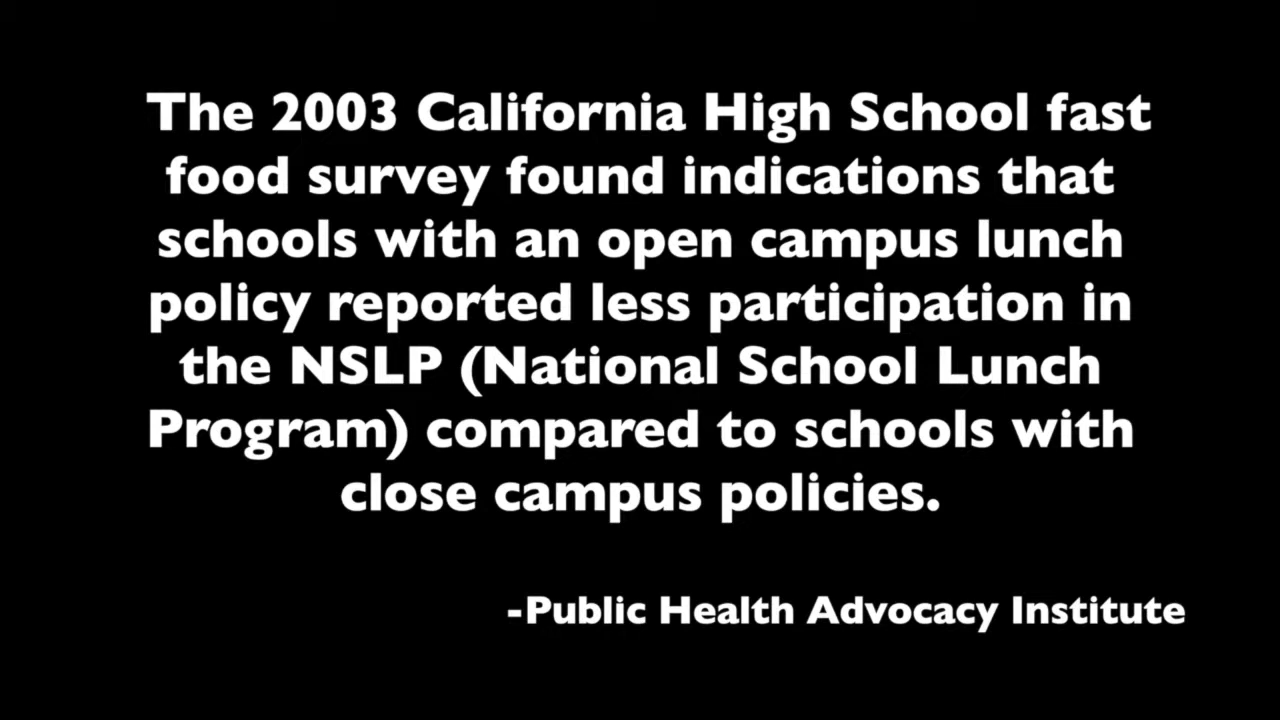 The 2003 California High School fast
food survey found indications that
schools with an open campus lunch
policy reported less participation in
the NSLP (National School Lunch
Program) compared to schools with
close campus policies.
-Public Health Advocacy Institute